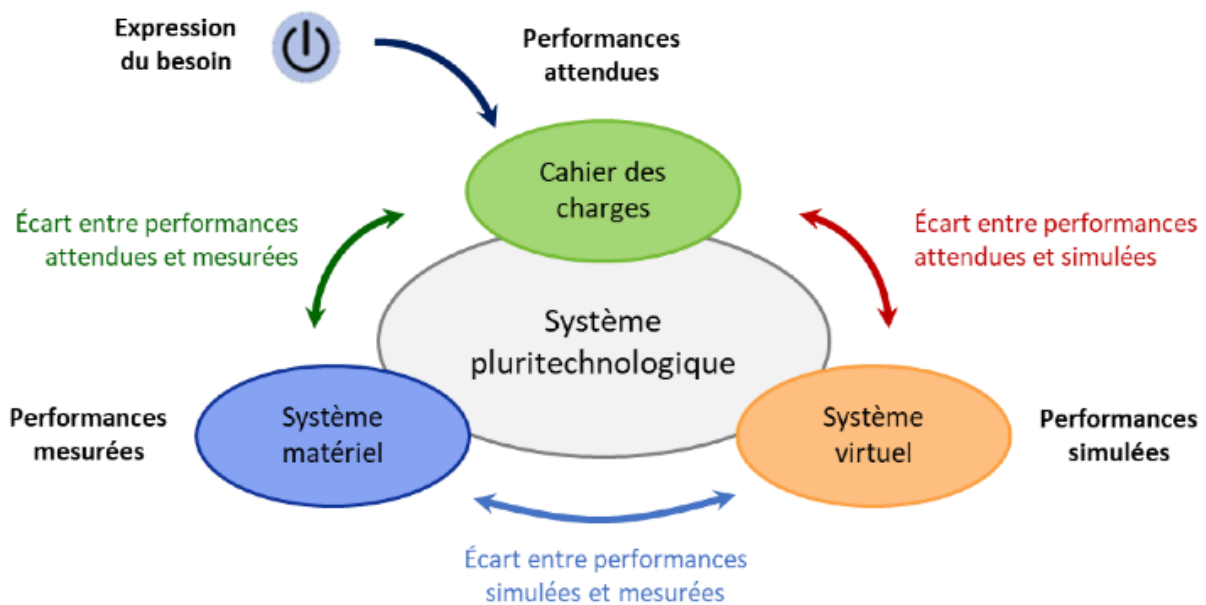 Expression
du besoin
Performances
attendues
Cahier des
charges
Écart entre performances
attendues et mesurées
Écart entre performances
attendues et simulées
Système
pluritechnologique
Performances
mesurées
Système
matériel
Système
virtuel
Performances
simulées
Écart entre performances
simulées et mesurées